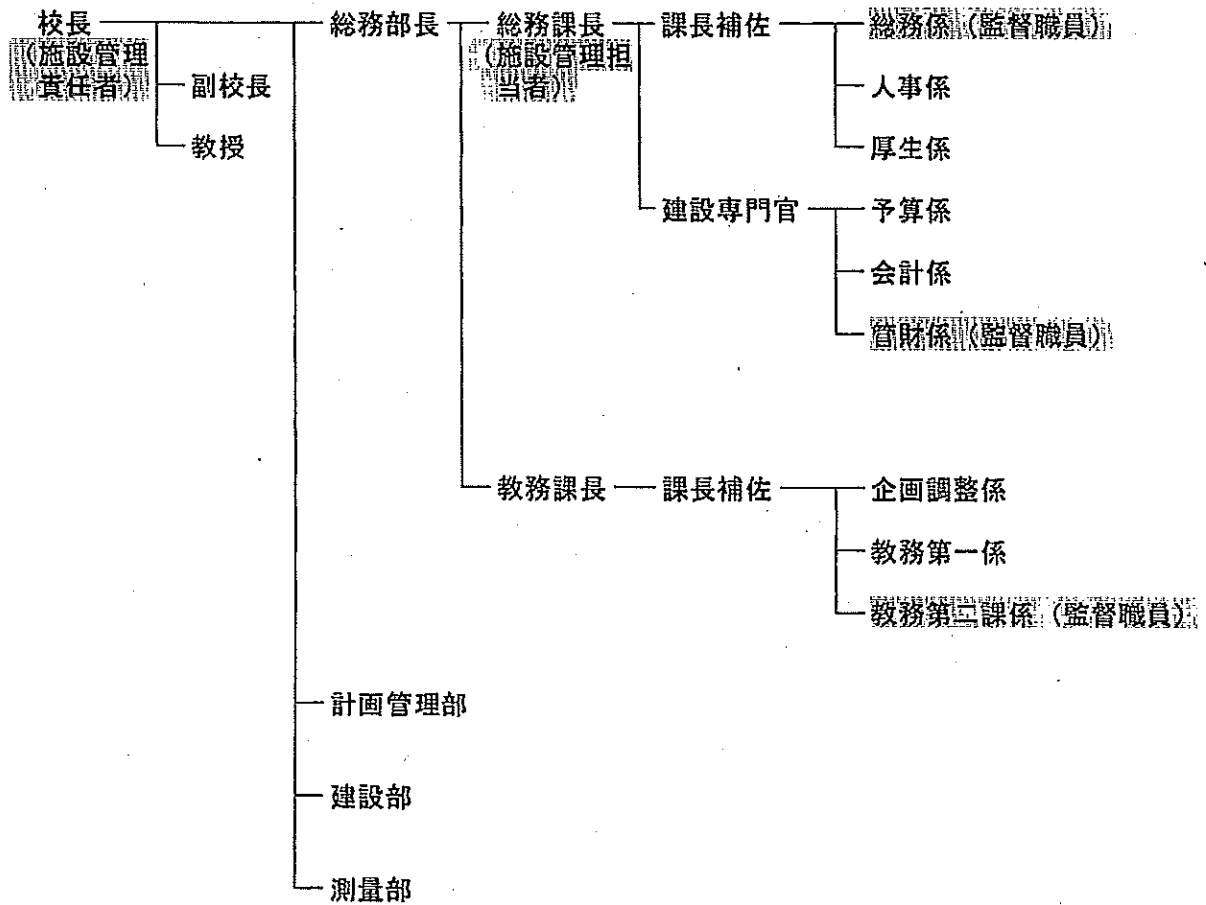 校長
総務部長
総務課長
課長補佐
総務係（監督職員）
（施設管理
責任者）
（施設管理担
当者）
副校長
人事係
教授
厚生係
建設専門官
予算係
会計係
管財係（監督職員）
教務課長
課長補佐
企画調整係
教務第一係
教務第二課係（監督職員）
計画管理部
建設部
測量部